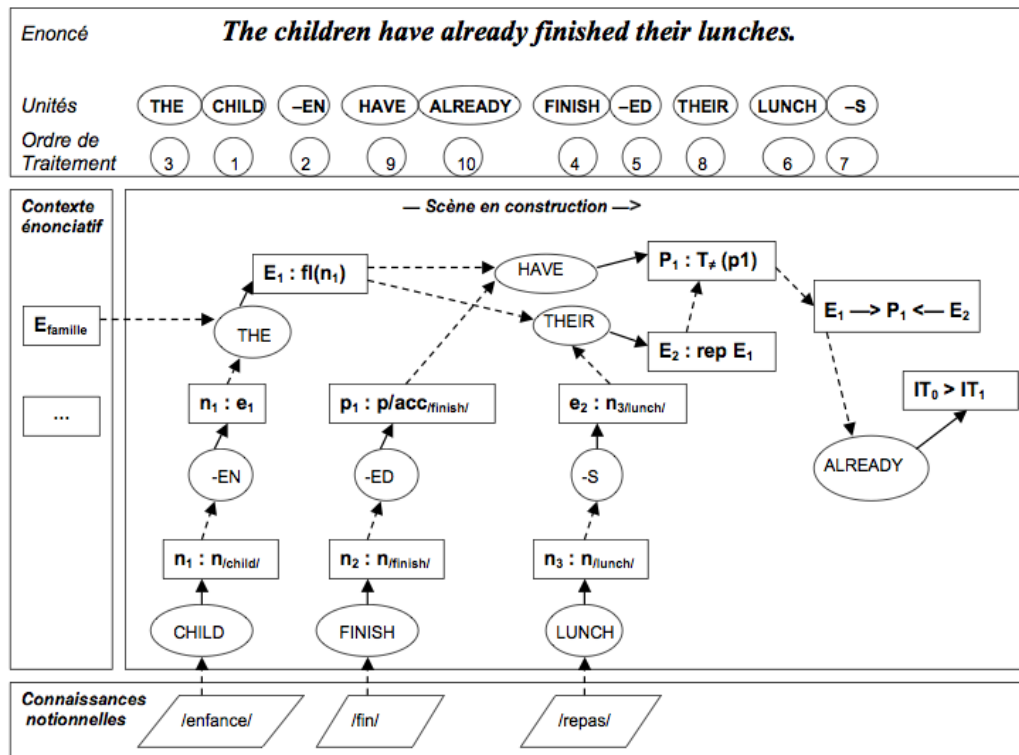 Enoncé The children have already finished their lunches.
Unités THE CHILD –EN HAVE ALREADY FINISH –ED THEIR LUNCH –S
Ordre de
Traitement 3 1 2 9 10 4 5 8 6 7
Contexte
énonciatif
— Scène en construction —>
E₁ : fl(n₁)
HAVE
P₁ : T≠ (p1)
E famille
THE
THEIR
E₁ —> P₁ <— E₂
E₂ : rep E₁
...
n₁ : e₁
p₁ : p/acc/finish/
e₂ : n₃/lunch/
IT₀ > IT₁
-EN
-ED
-S
ALREADY
n₁ : n/child/
n₂ : n/finish/
n₃ : n/lunch/
CHILD
FINISH
LUNCH
Connaissances
notionnelles
/enfance/
/fin/
/repas/